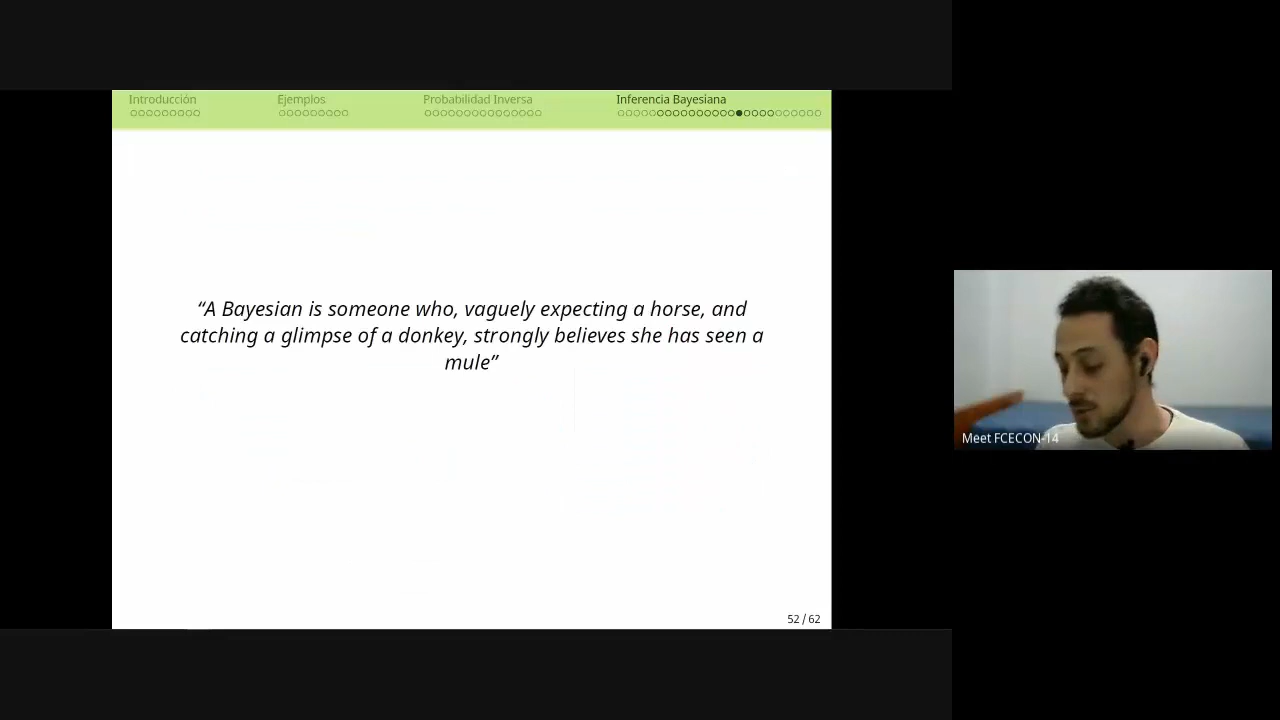 Introducción Ejemplos Probabilidad Inversa Inferencia Bayesiana
“A Bayesian is someone who, vaguely expecting a horse, and
catching a glimpse of a donkey, strongly believes she has seen a
mule”
Meet FCECON-14
52 / 62